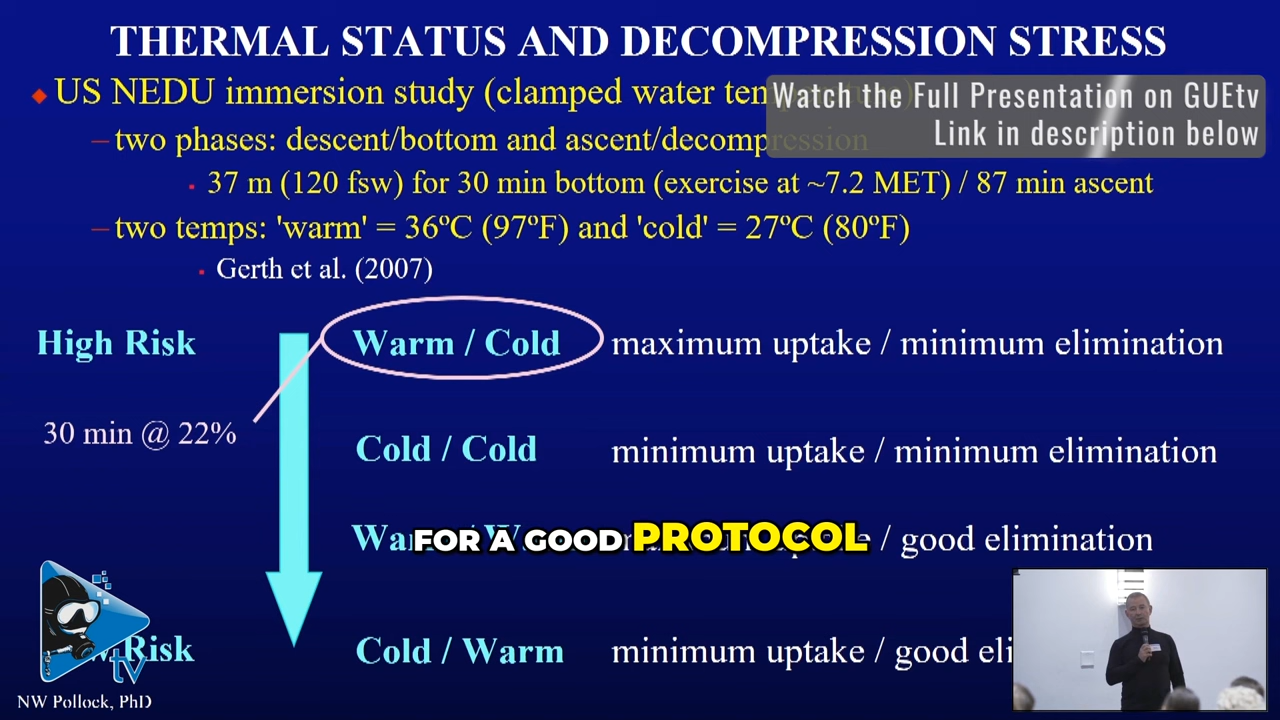 THERMAL STATUS AND DECOMPRESSION STRESS
US NEDU immersion study (clamped water
Watch the Full Presentation on GUEtv
Link in description below
– two phases: descent/bottom and ascent/decompression
37 m (120 fsw) for 30 min bottom (exercise at ~7.2 MET) / 87 min ascent
– two temps: 'warm' = 36ºC (97ºF) and 'cold' = 27ºC (80ºF)
Gerth et al. (2007)
High Risk
Warm / Cold maximum uptake / minimum elimination
30 min @ 22%
Cold / Cold minimum uptake / minimum elimination
/ good elimination
FOR A GOOD PROTOCOL
Risk
Cold / Warm minimum uptake / good
tv
NW Pollock, PhD